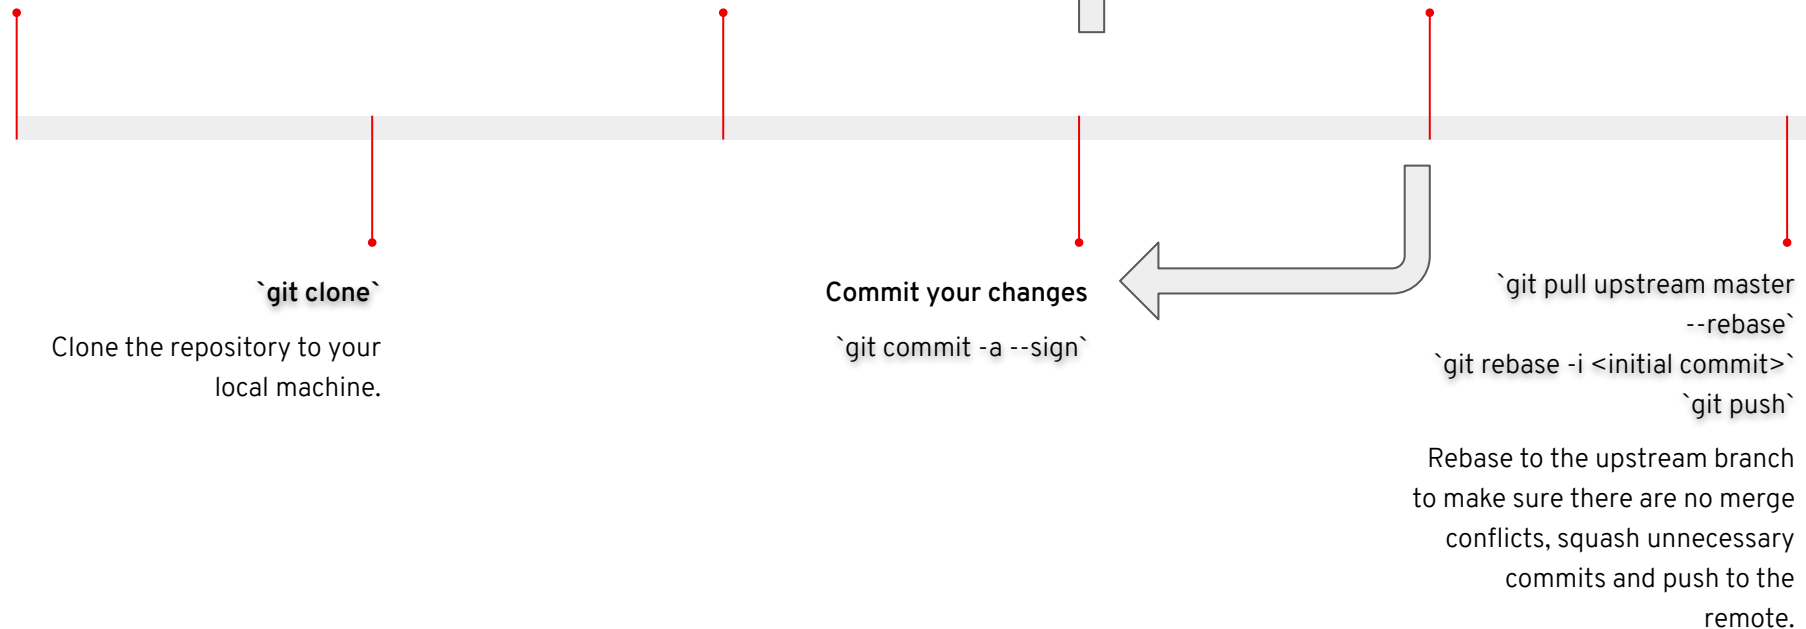 `git clone`
Clone the repository to your
local machine.
Commit your changes
`git commit -a --sign`
`git pull upstream master
--rebase`
`git rebase -i <initial commit>`
`git push`
Rebase to the upstream branch
to make sure there are no merge
conflicts, squash unnecessary
commits and push to the
remote.